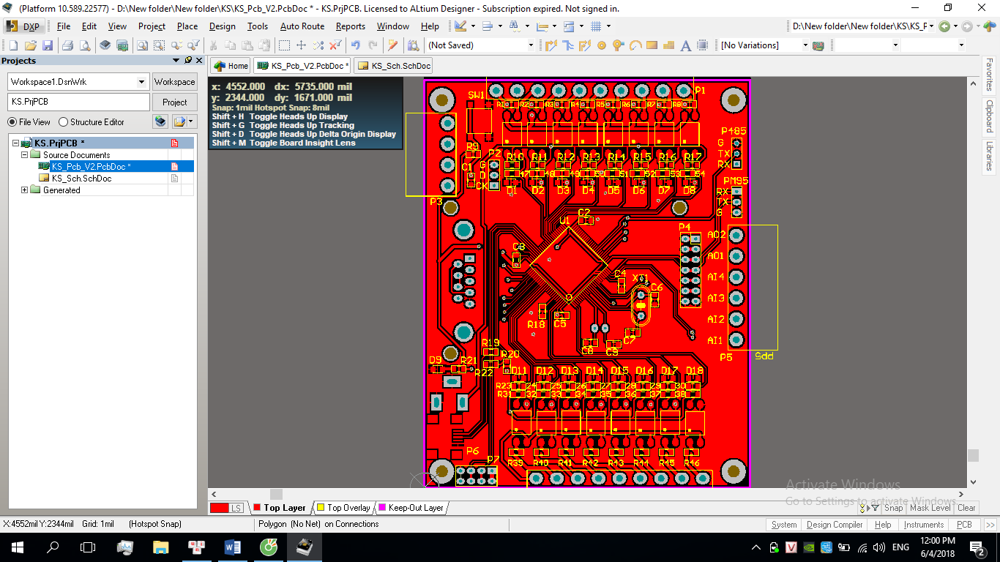 (Platform 10.589.22577) - D:\New folder\New folder\KS\KS_Pcb_V2.PcbDoc * - KS.PrjPCB. Licensed to ALtium Designer - Subscription expired. Not signed in.
DXP File Edit View Project Place Design Tools Auto Route Reports Window Help D:\New folder\New folder\KS\KS_F
(Not Saved) [No Variations]
Projects
Home KS_Pcb_V2.PcbDoc * KS_Sch.SchDoc
Workspace1.DsnWrk Workspace
KS.PrjPCB Project
File View Structure Editor
KS.PrjPCB *
Source Documents
KS_Pcb_V2.PcbDoc *
KS_Sch.SchDoc
Generated
x: 4552.000 dx: 5735.000 mil
y: 2344.000 dy: 1671.000 mil
Snap: 1mil Hotspot Snap: 8mil
Shift + H Toggle Heads Up Display
Shift + G Toggle Heads Up Tracking
Shift + D Toggle Heads Up Delta Origin Display
Shift + M Toggle Board Insight Lens
Favorites
Clipboard
Libraries
SW1 P1
R1 R2 R3 R4 R5 R6 R7 R8
P485
G
TX
RX
R9 P2
R10 R11 R12 R13 R14 R15 R16 R17
C1 G
D
CK
47 48 49 50 51 52 53 54
D1 D2 D3 D4 D5 D6 D7 D8
PM95
RX
TX
G
P3
C2
U1
P4
AO2
AO1
AI4
AI3
AI2
AI1
C3
C4 XT1 C6
R18 C5
C7
C8 C9
P5 PP5
R19
R20
D9 R21
R22
D11 D12 D13 D14 D15 D16 D17 D18
R23 24 25 26 27 28 29 30
R31 32 33 34 35 36 37 38
P6
P7
R39 R40 R41 R42 R43 R44 R45 R46
Activate Windows
Go to Settings to activate Windows.
LS Top Layer Top Overlay Keep-Out Layer Snap Mask Level Clear
X:4552mil Y:2344mil Grid: 1mil (Hotspot Snap) Polygon (No Net) on Connections System Design Compiler Help Instruments PCB >>
ENG 12:00 PM
6/4/2018
2